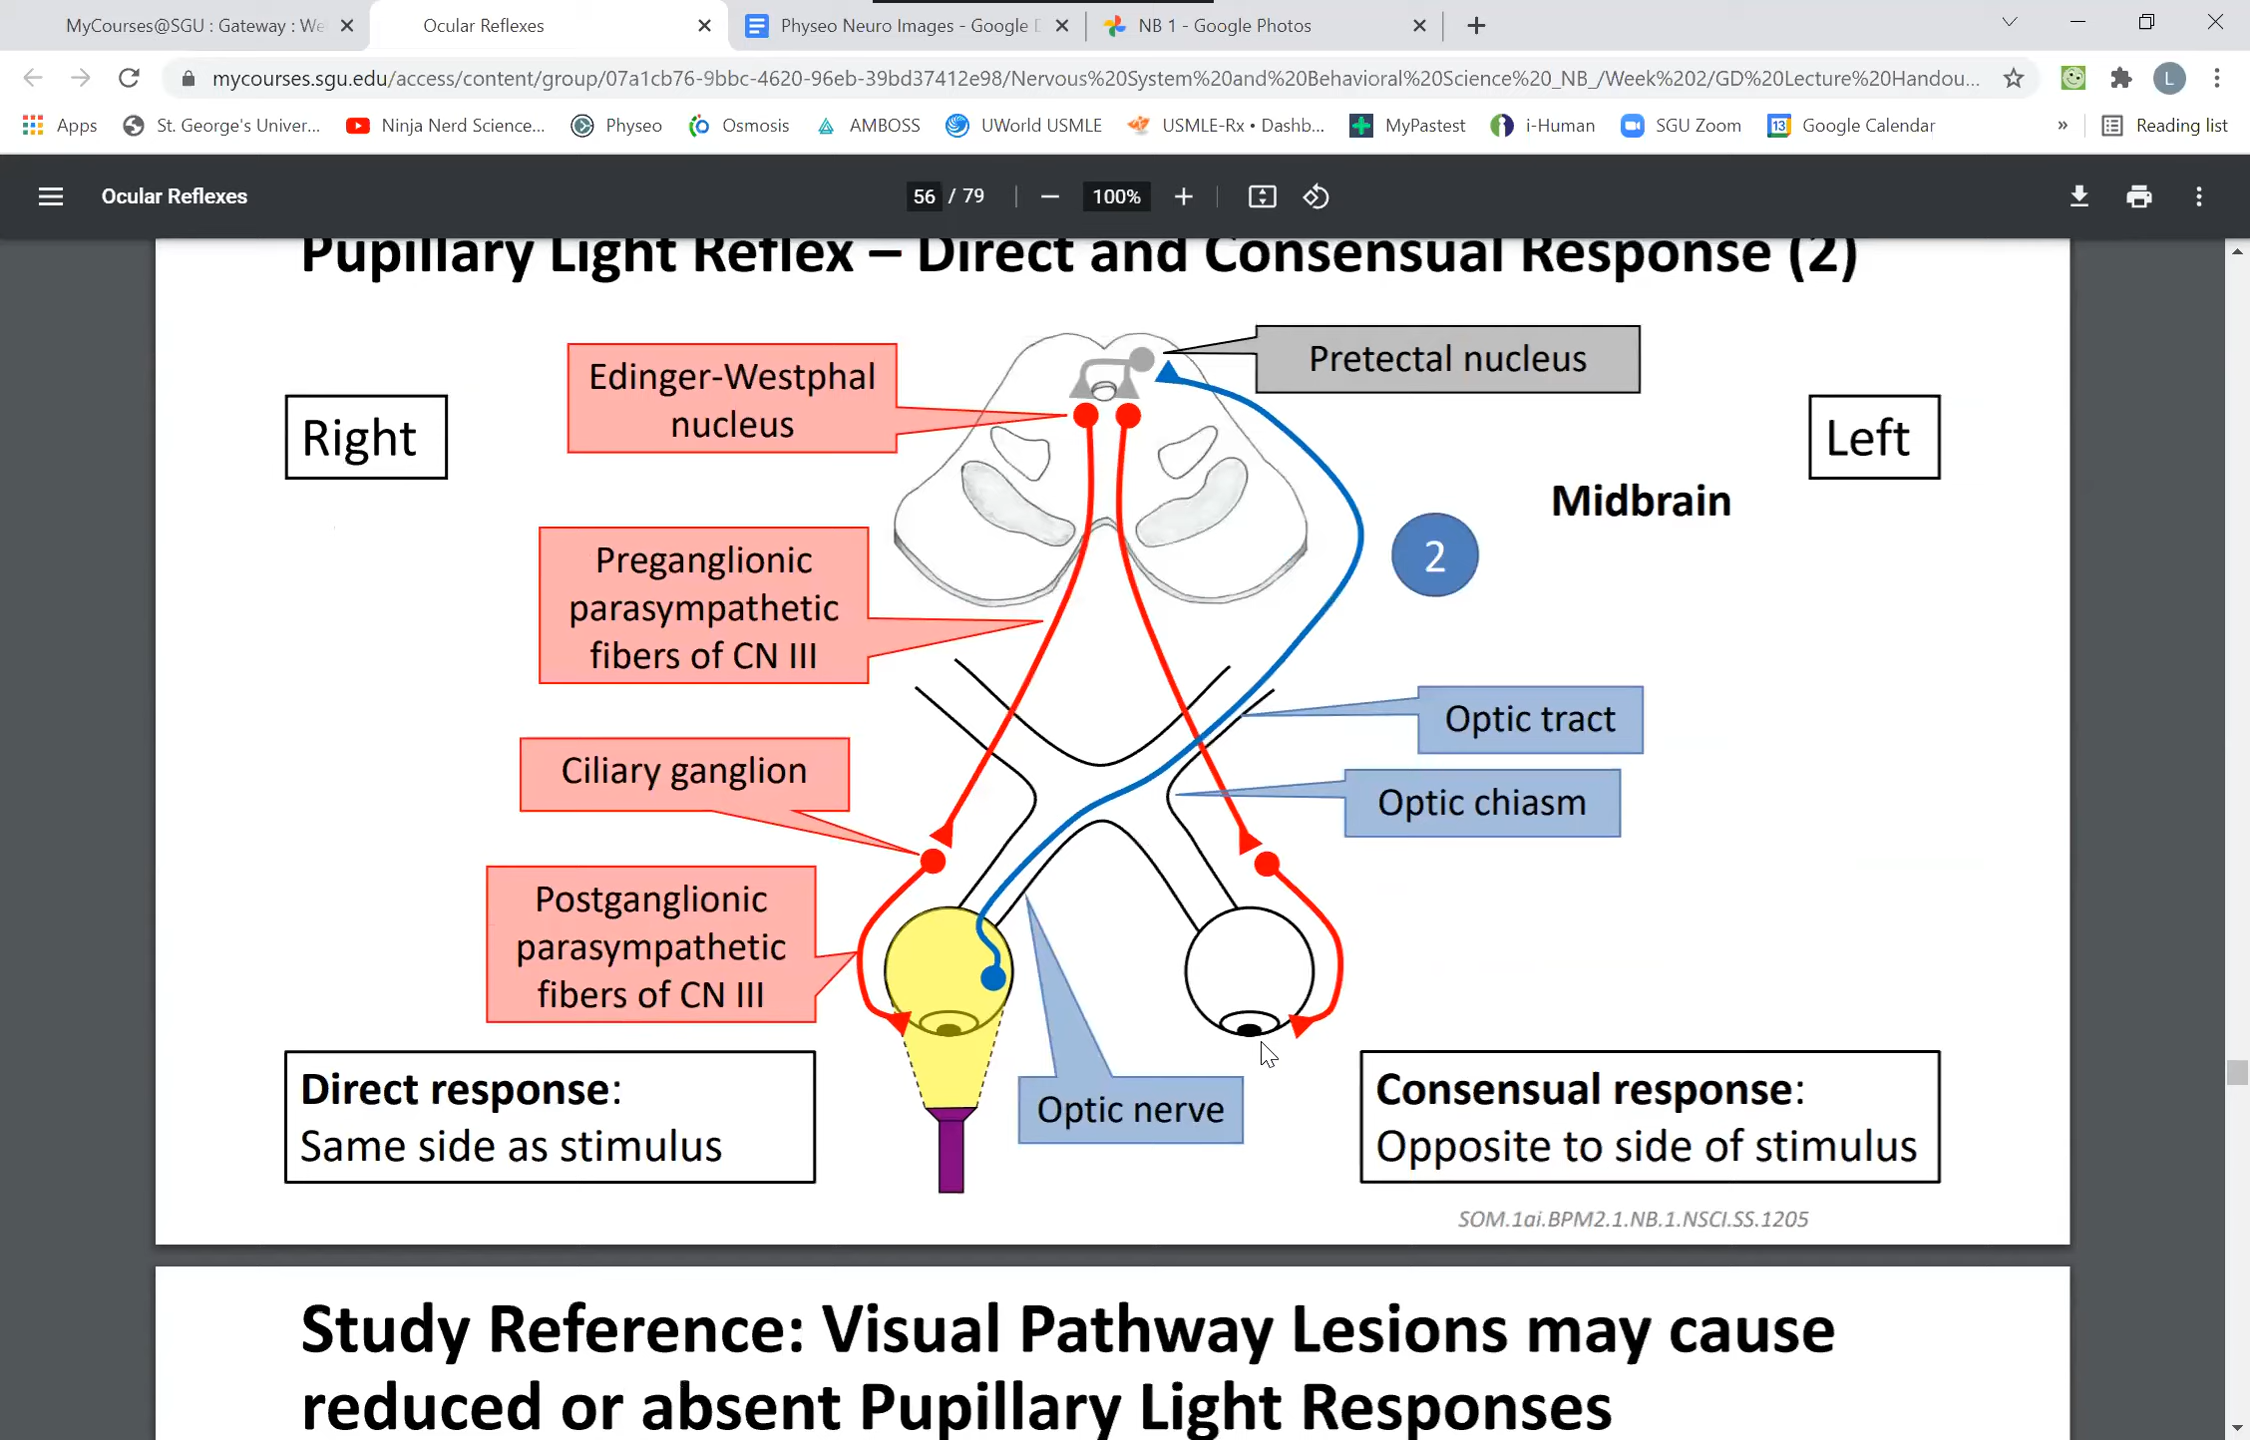 MyCourses@SGU : Gateway : We
Ocular Reflexes
Physeo Neuro Images - Google D
NB 1 - Google Photos
mycourses.sgu.edu/access/content/group/07a1cb76-9bbc-4620-96eb-39bd37412e98/Nervous%20System%20and%20Behavioral%20Science%20_NB_/Week%202/GD%20Lecture%20Handou...
L
Apps
St. George's Univer...
Ninja Nerd Science...
Physeo
Osmosis
AMBOSS
UWorld USMLE
USMLE-Rx • Dashb...
MyPastest
i-Human
SGU Zoom
13
Google Calendar
»
Reading list
Ocular Reflexes
56 / 79
100%
Pupillary Light Reflex – Direct and Consensual Response (2)
Edinger-Westphal
nucleus
Pretectal nucleus
Right
Left
Midbrain
2
Preganglionic
parasympathetic
fibers of CN III
Optic tract
Ciliary ganglion
Optic chiasm
Postganglionic
parasympathetic
fibers of CN III
Optic nerve
Direct response:
Same side as stimulus
Consensual response:
Opposite to side of stimulus
SOM.1ai.BPM2.1.NB.1.NSCI.SS.1205
Study Reference: Visual Pathway Lesions may cause
reduced or absent Pupillary Light Responses